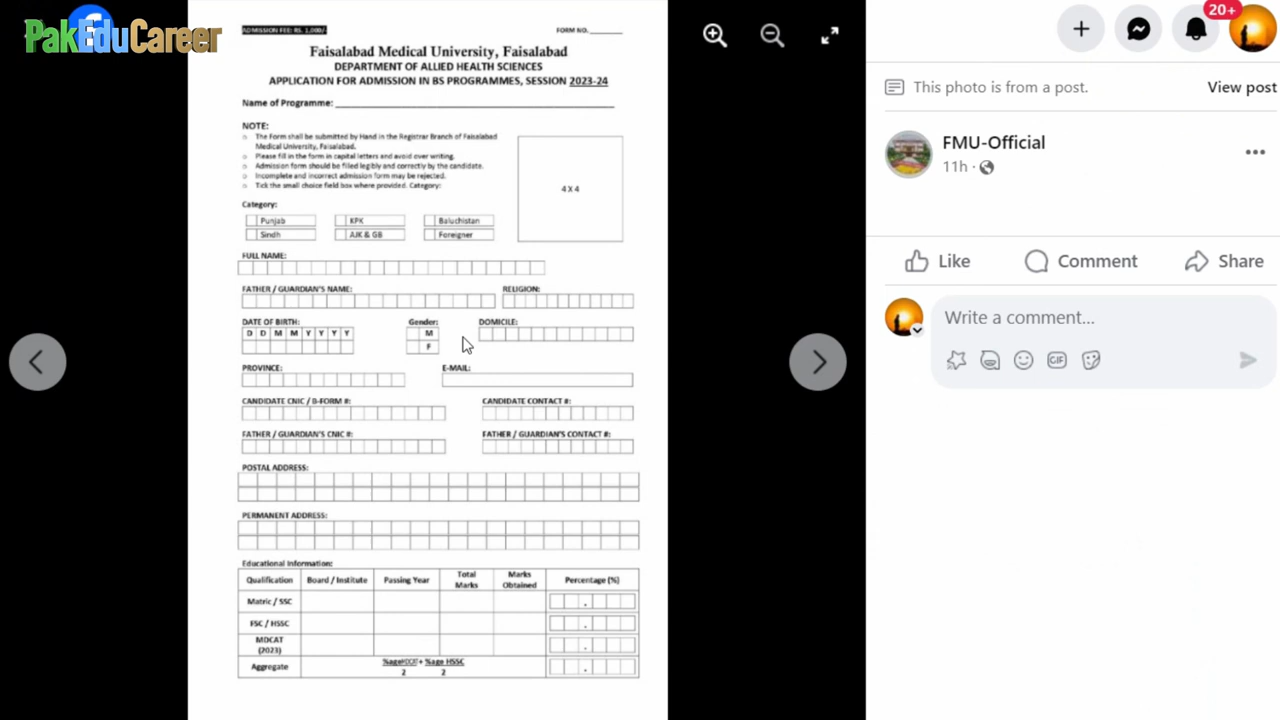 PakEduCareer
ADMISSION FEE: RS. 1,000/-
FORM NO.________
Faisalabad Medical University, Faisalabad
DEPARTMENT OF ALLIED HEALTH SCIENCES
APPLICATION FOR ADMISSION IN BS PROGRAMMES, SESSION 2023-24
Name of Programme:
NOTE:
The Form shall be submitted by Hand in the Registrar Branch of Faisalabad
Medical University, Faisalabad.
Please fill in the form in capital letters and avoid over writing.
Admission form should be filled legibly and correctly by the candidate.
Incomplete and incorrect admission form may be rejected.
Tick the small choice field box where provided. Category:
4 X 4
Category:
Punjab KPK Baluchistan
Sindh AJK & GB Foreigner
FULL NAME:
FATHER / GUARDIAN'S NAME: RELIGION:
DATE OF BIRTH: Gender: DOMICILE:
D D M M Y Y Y Y M
F
PROVINCE: E-MAIL:
CANDIDATE CNIC / B-FORM #: CANDIDATE CONTACT #:
FATHER / GUARDIAN'S CNIC #: FATHER / GUARDIAN'S CONTACT #:
POSTAL ADDRESS:
PERMANENT ADDRESS:
Educational Information:
Qualification Board / Institute Passing Year Total Marks Marks Obtained Percentage (%)
Matric / SSC
FSC / HSSC
MDCAT
(2023)
Aggregate %ageMDCAT + %age HSSC
2 2
20+
This photo is from a post. View post
FMU-Official
11h
Like Comment Share
Write a comment...
GIF